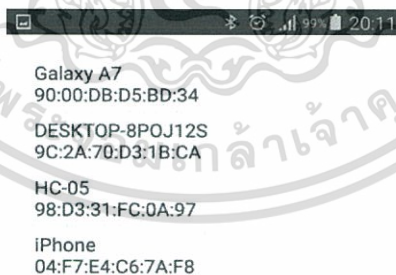 99% 20:11
Galaxy A7
90:00:DB:D5:BD:34
DESKTOP-8POJ12S
9C:2A:70:D3:1B:CA
HC-05
98:D3:31:FC:0A:97
iPhone
04:F7:E4:C6:7A:F8